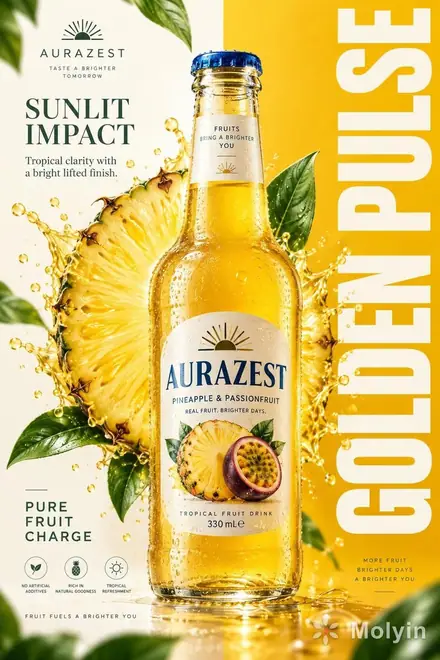 AURAZEST
TASTE A BRIGHTER
TOMORROW
SUNLIT
IMPACT
Tropical clarity with
a bright lifted finish.
FRUITS
BRING A BRIGHTER
YOU
AURAZEST
PINEAPPLE & PASSIONFRUIT
REAL FRUIT. BRIGHTER DAYS.
TROPICAL FRUIT DRINK
330 mL℮
GOLDEN PULSE
PURE
FRUIT
CHARGE
NO ARTIFICIAL
ADDITIVES
RICH IN
NATURAL GOODNESS
TROPICAL
REFRESHMENT
FRUIT FUELS A BRIGHTER YOU
MORE FRUIT
BRIGHTER DAYS
A BRIGHTER YOU
Molyin